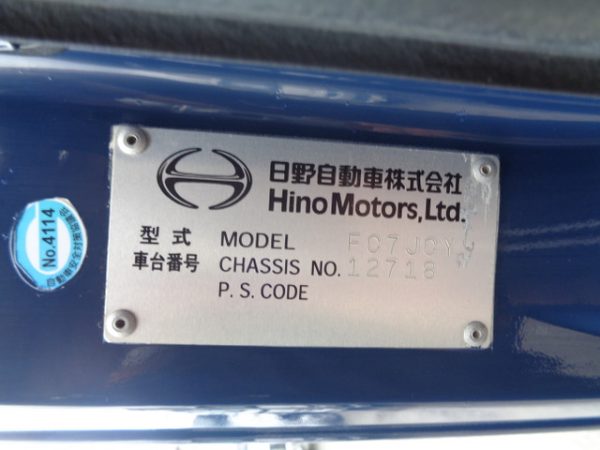 日野自動車株式会社
Hino Motors, Ltd.
型式 MODEL FC7JCY
車台番号 CHASSIS NO. 12718
P. S. CODE
No.4114